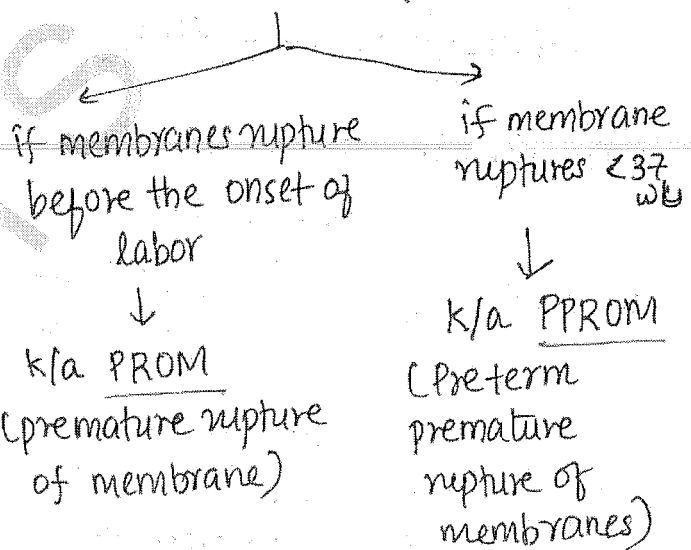 if membranes rupture
before the onset of
labor
k/a PROM
(premature rupture
of membrane)
if membrane
ruptures <37
wks
k/a PPROM
(Preterm
premature
rupture of
membranes)